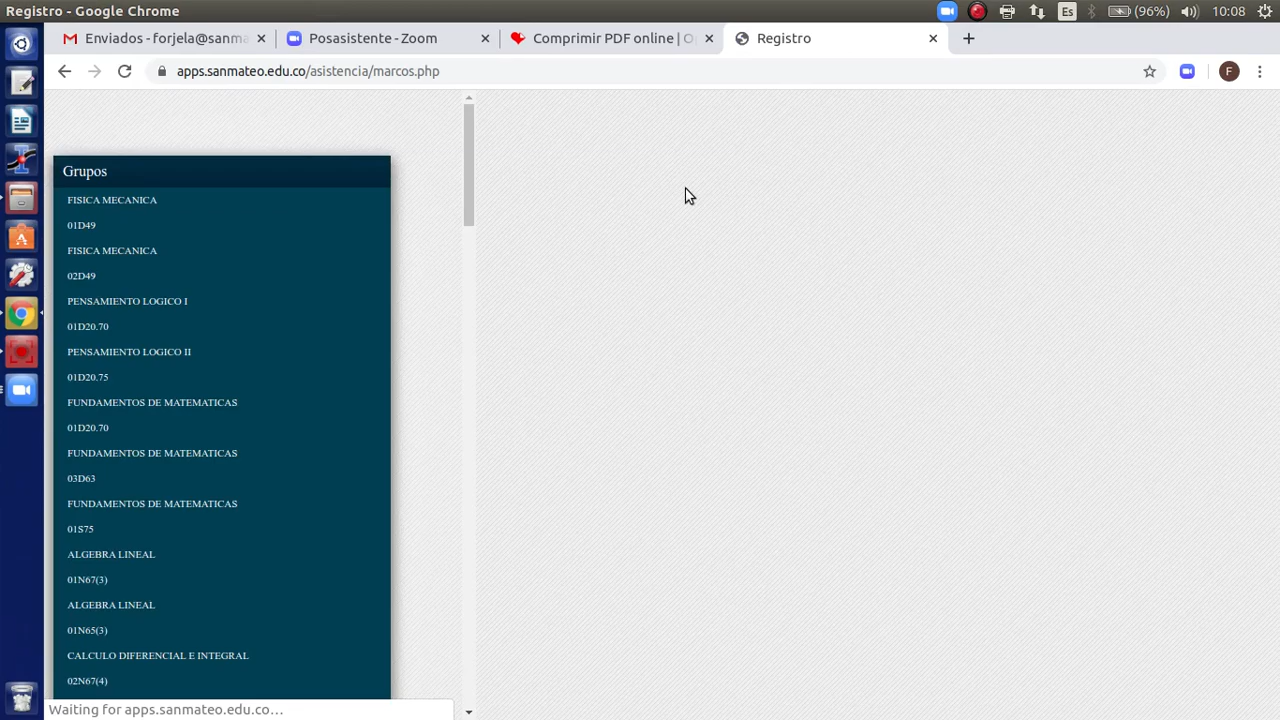 Registro - Google Chrome
Es
(96%)
10:08
Enviados - forjela@sanma
Posasistente - Zoom
Comprimir PDF online | O
Registro
apps.sanmateo.edu.co/asistencia/marcos.php
F
Grupos
FISICA MECANICA
01D49
FISICA MECANICA
02D49
PENSAMIENTO LOGICO I
01D20.70
PENSAMIENTO LOGICO II
01D20.75
FUNDAMENTOS DE MATEMATICAS
01D20.70
FUNDAMENTOS DE MATEMATICAS
03D63
FUNDAMENTOS DE MATEMATICAS
01S75
ALGEBRA LINEAL
01N67(3)
ALGEBRA LINEAL
01N65(3)
CALCULO DIFERENCIAL E INTEGRAL
02N67(4)
Waiting for apps.sanmateo.edu.co…